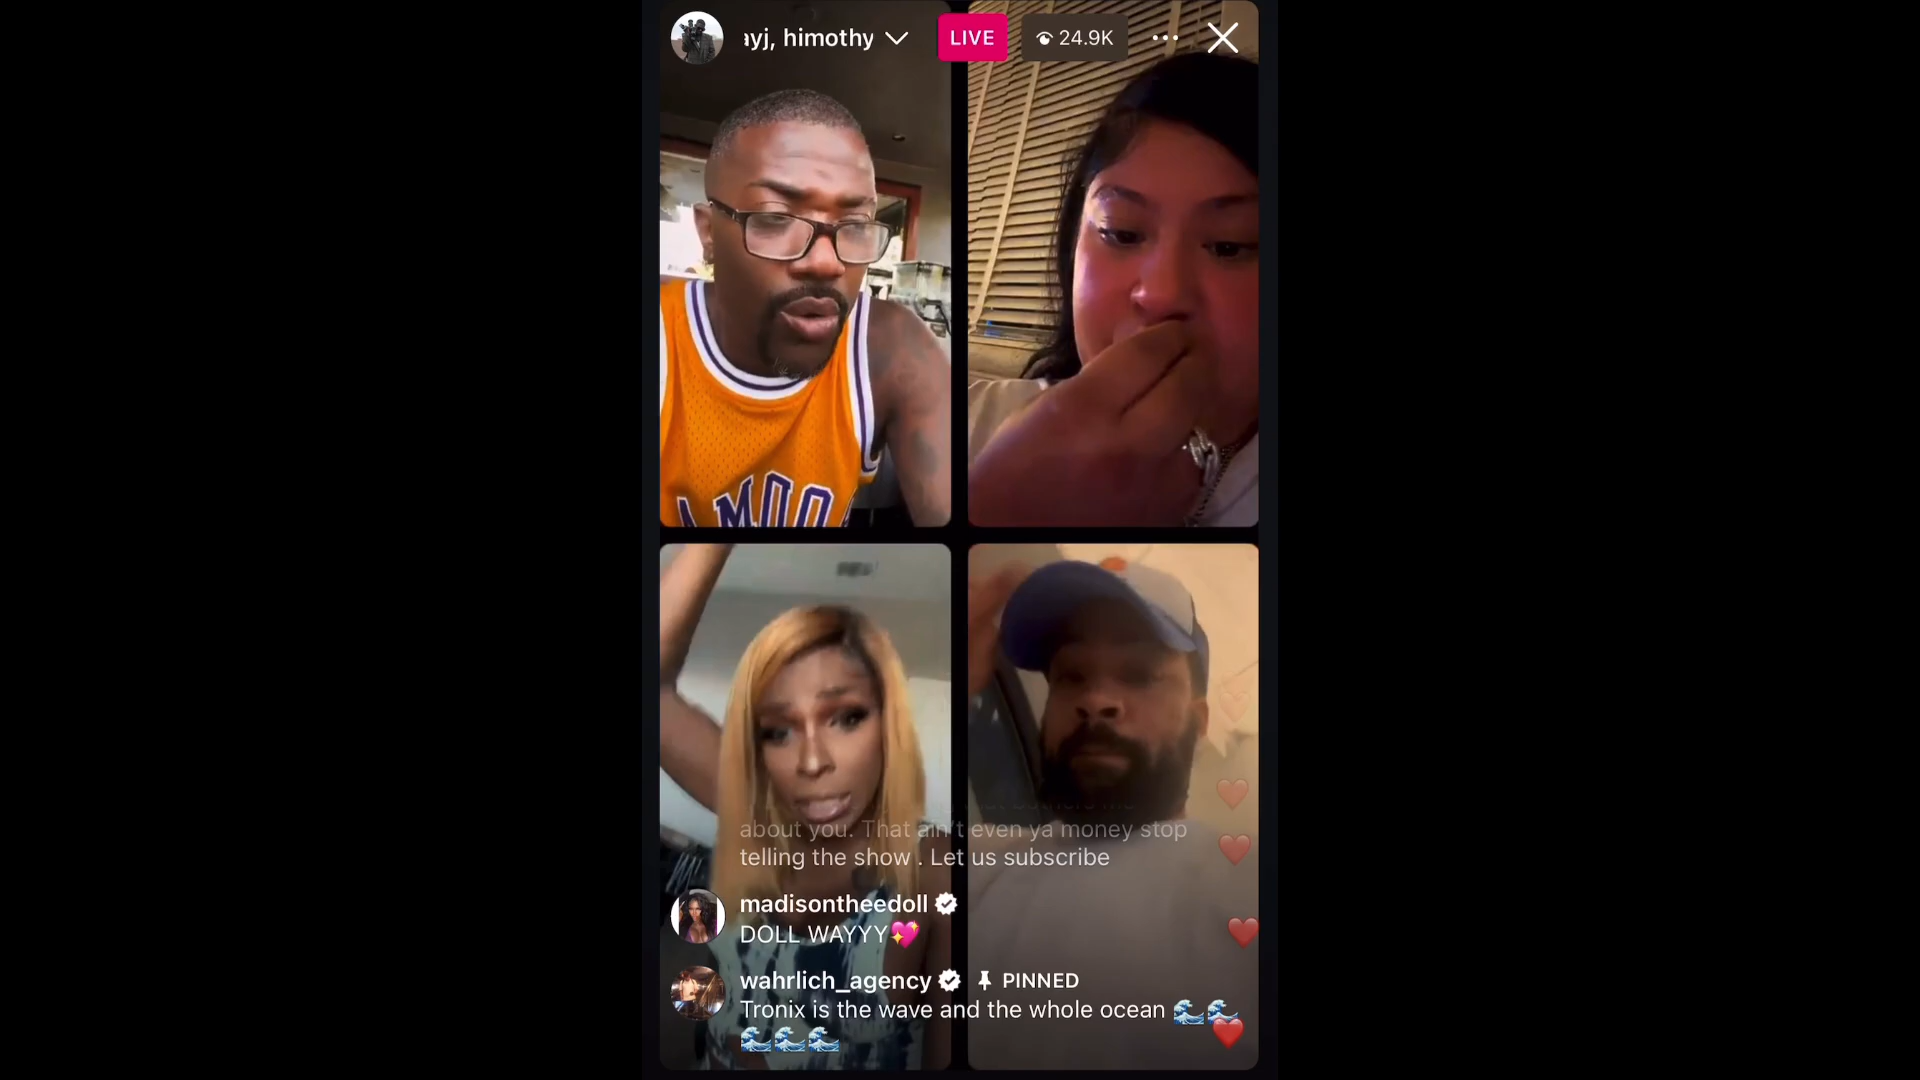 ayj, himothy
LIVE
24.9K
about you. That ain't even ya money stop
telling the show . Let us subscribe
madisontheedoll
DOLL WAYYY💖
wahrlich_agency PINNED
Tronix is the wave and the whole ocean 🌊🌊
🌊🌊🌊